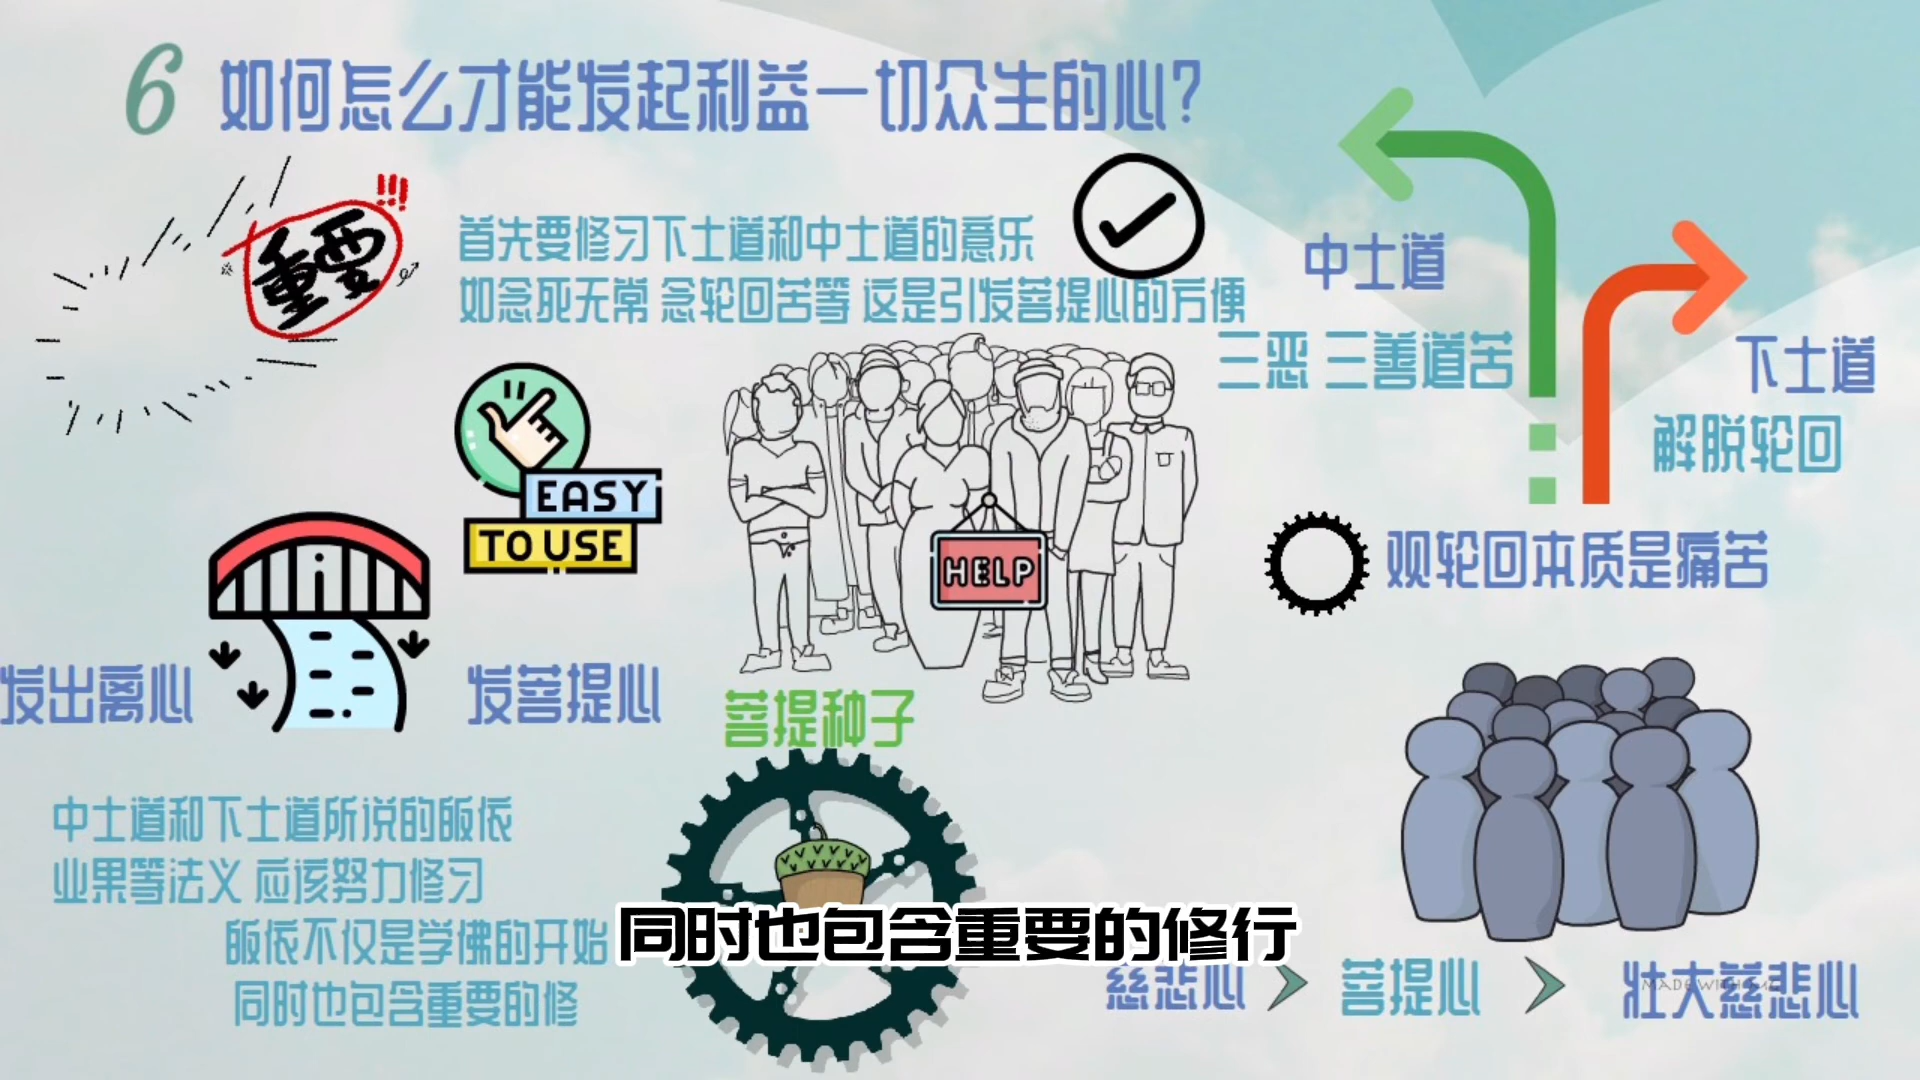 6 如何怎么才能发起利益一切众生的心?
重要!!!
首先要修习下士道和中士道的意乐
如念死无常 念轮回苦等 这是引发菩提心的方便
中士道
三恶 三善道苦
下士道
解脱轮回
EASY
TO USE
HELP
观轮回本质是痛苦
发出离心
发菩提心
菩提种子
中士道和下士道所说的皈依
业果等法义 应该努力修习
皈依不仅是学佛的开始
同时也包含重要的修
同时也包含重要的修行
慈悲心
菩提心
壮大慈悲心